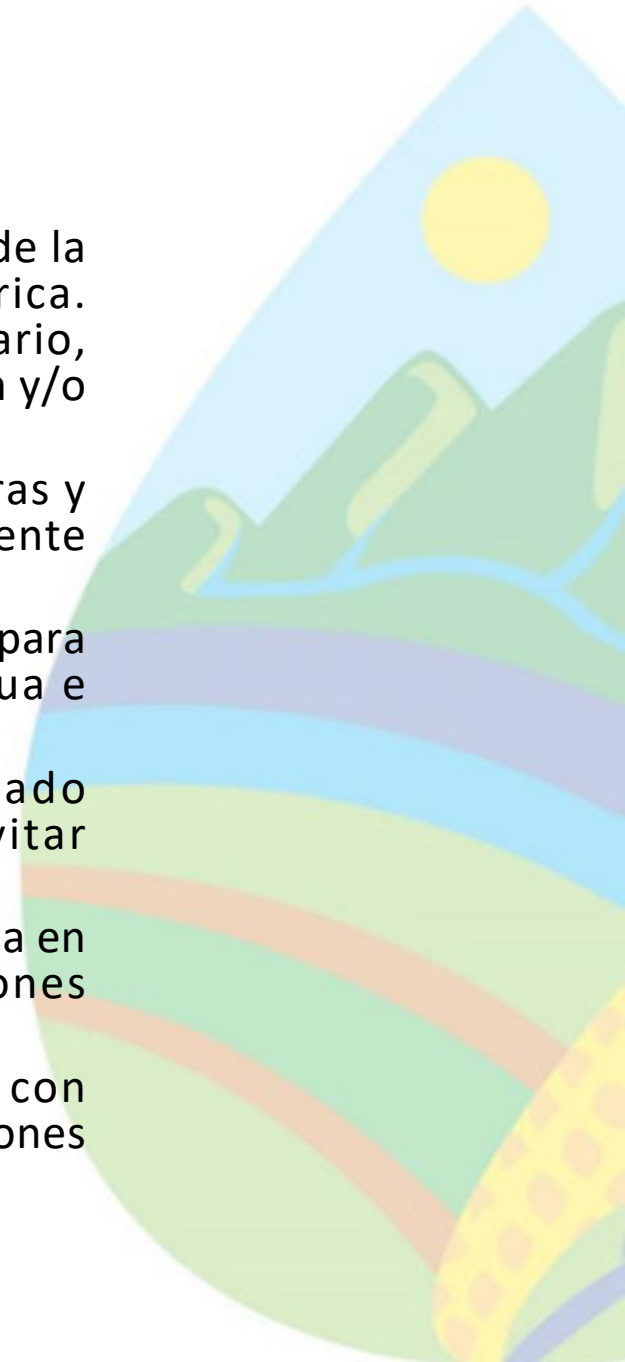 de la
rica.
ario,
y/o
ras y
ente
para
ua e
ado
vitar
a en
ones
con
ones